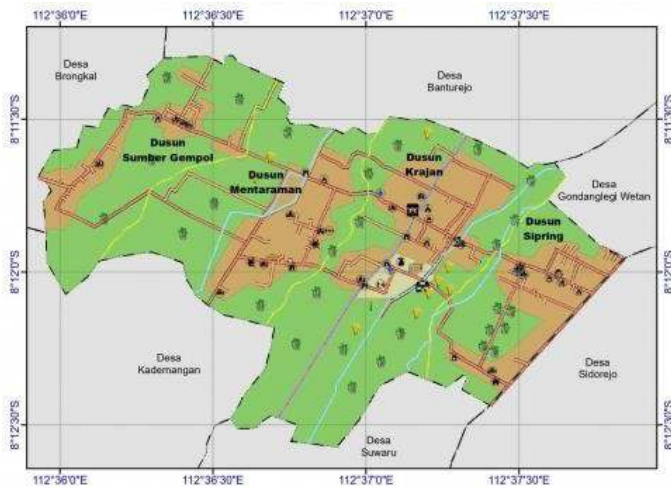 112°36'0"E 112°36'30"E 112°37'0"E 112°37'30"E
Desa
Brongkal
Desa
Banturejo
8°11'30"S 8°11'30"S
Dusun
Sumber Gempol
Dusun
Mentaraman
Dusun
Krajan
Desa
Gondanglegi Wetan
Dusun
Sipring
8°12'0"S 8°12'0"S
Desa
Kademangan
Desa
Sidorejo
8°12'30"S 8°12'30"S
Desa
Suwaru
112°36'0"E 112°36'30"E 112°37'0"E 112°37'30"E